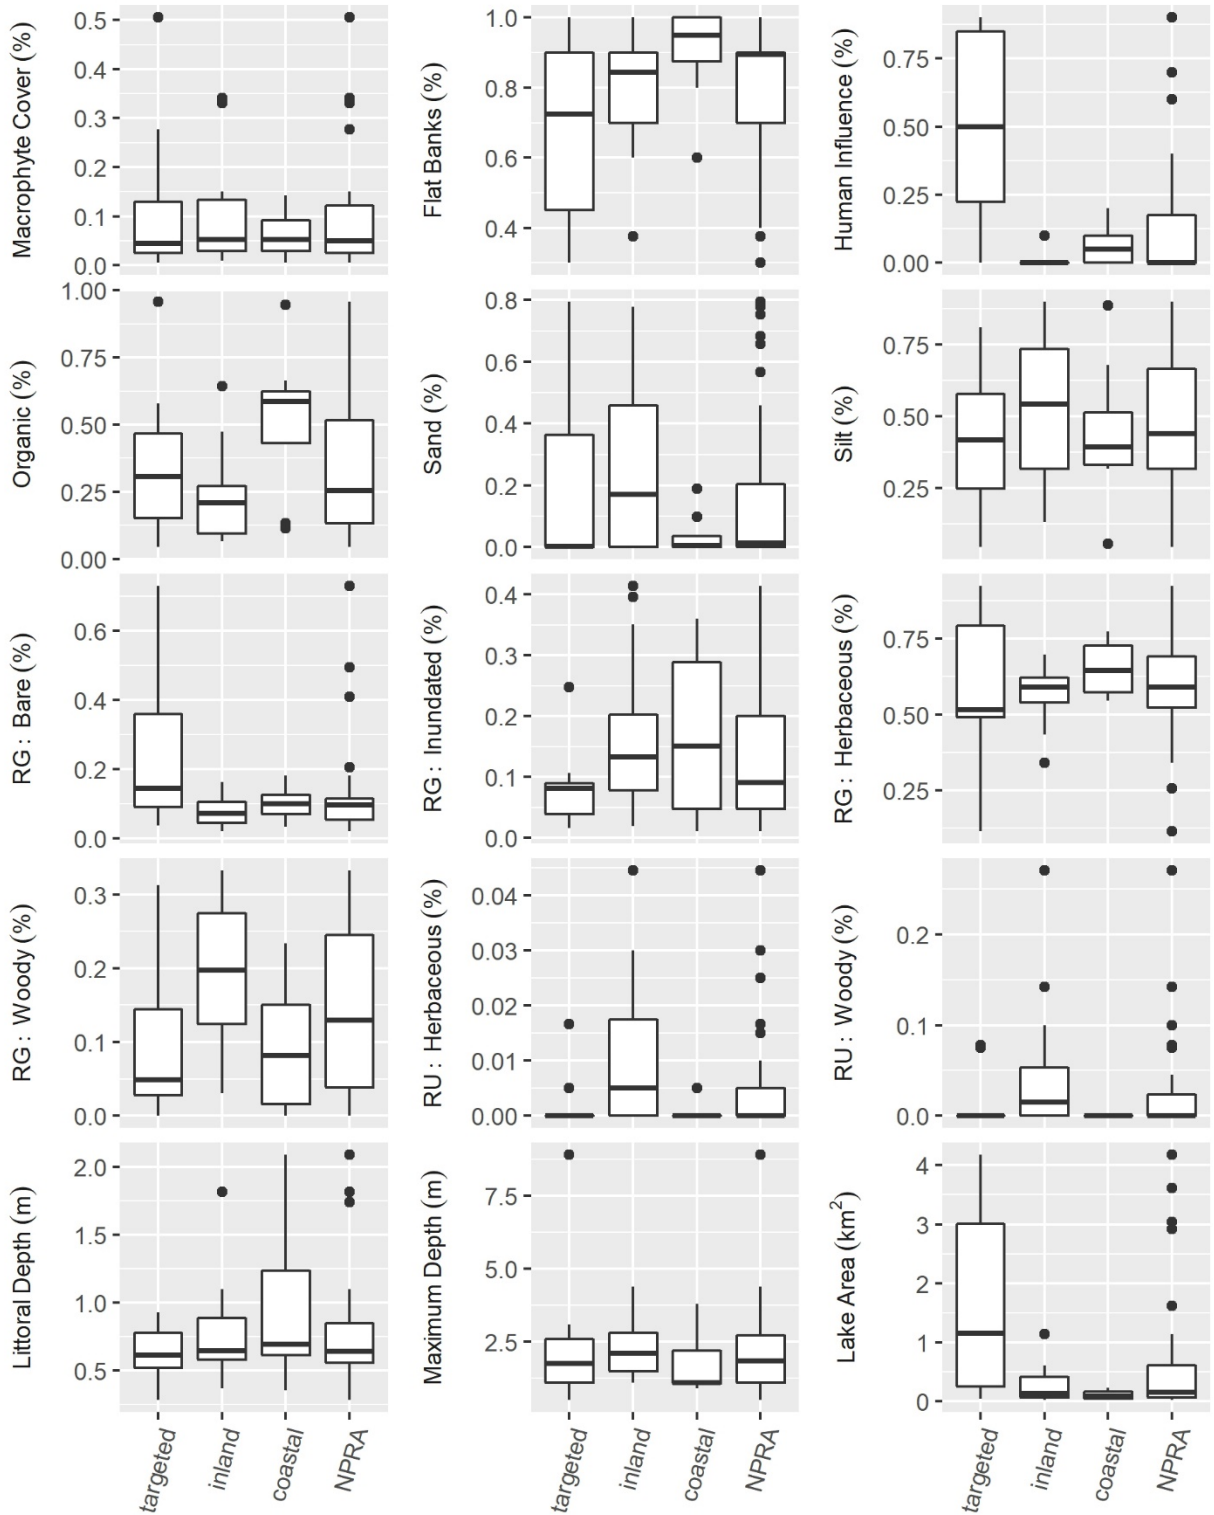 Macrophyte Cover (%)
0.5
0.4
0.3
0.2
0.1
0.0
Flat Banks (%)
1.0
0.8
0.6
0.4
Human Influence (%)
0.75
0.50
0.25
0.00
Organic (%)
1.00
0.75
0.50
0.25
0.00
Sand (%)
0.8
0.6
0.4
0.2
0.0
Silt (%)
0.75
0.50
0.25
RG : Bare (%)
0.6
0.4
0.2
0.0
RG : Inundated (%)
0.4
0.3
0.2
0.1
0.0
RG : Herbaceous (%)
0.75
0.50
0.25
RG : Woody (%)
0.3
0.2
0.1
0.0
RU : Herbaceous (%)
0.04
0.03
0.02
0.01
0.00
RU : Woody (%)
0.2
0.1
0.0
Littoral Depth (m)
2.0
1.5
1.0
0.5
Maximum Depth (m)
7.5
5.0
2.5
Lake Area (km²)
4
3
2
1
0
targeted
inland
coastal
NPRA
targeted
inland
coastal
NPRA
targeted
inland
coastal
NPRA